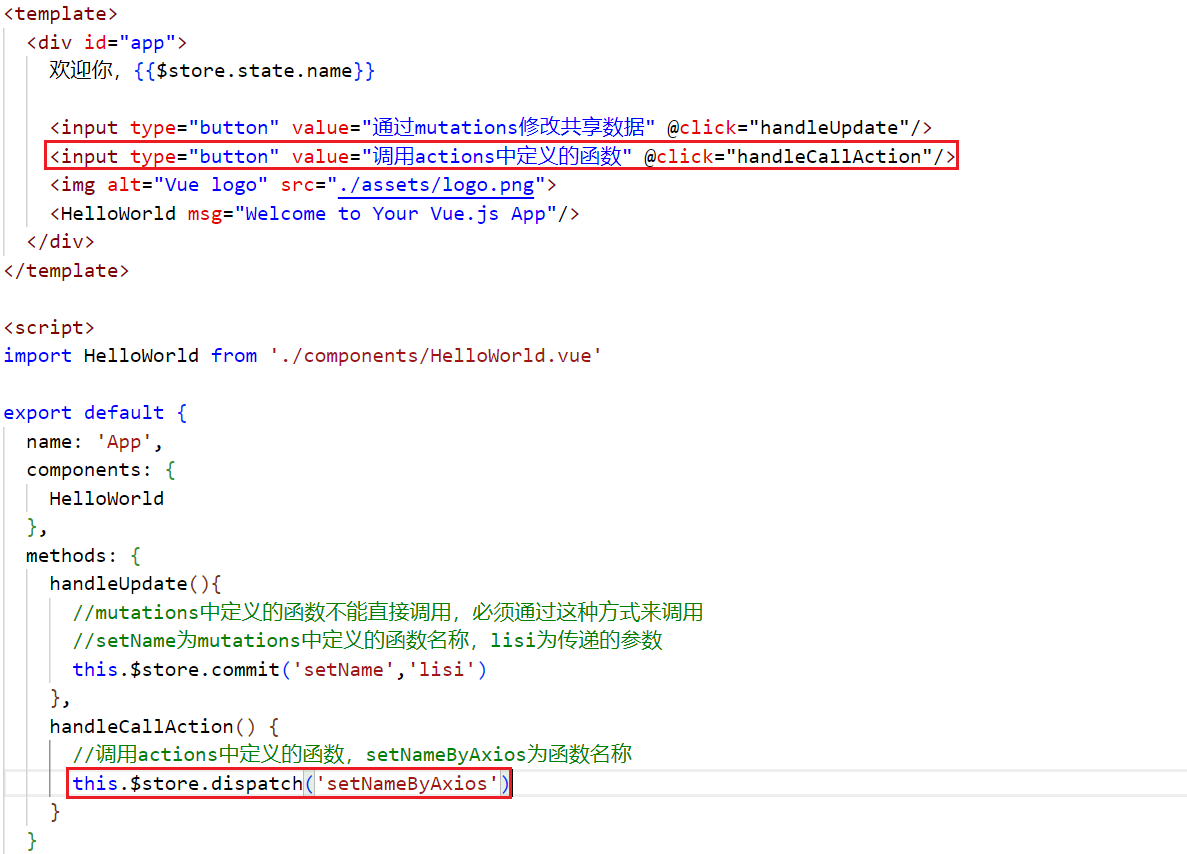 <template>
  <div id="app">
    欢迎你，{{$store.state.name}}

    <input type="button" value="通过mutations修改共享数据" @click="handleUpdate"/>
    <input type="button" value="调用actions中定义的函数" @click="handleCallAction"/>
    <img alt="Vue logo" src="./assets/logo.png">
    <HelloWorld msg="Welcome to Your Vue.js App"/>
  </div>
</template>

<script>
import HelloWorld from './components/HelloWorld.vue'

export default {
  name: 'App',
  components: {
    HelloWorld
  },
  methods: {
    handleUpdate(){
      //mutations中定义的函数不能直接调用，必须通过这种方式来调用
      //setName为mutations中定义的函数名称，lisi为传递的参数
      this.$store.commit('setName','lisi')
    },
    handleCallAction() {
      //调用actions中定义的函数，setNameByAxios为函数名称
      this.$store.dispatch('setNameByAxios')
    }
  }